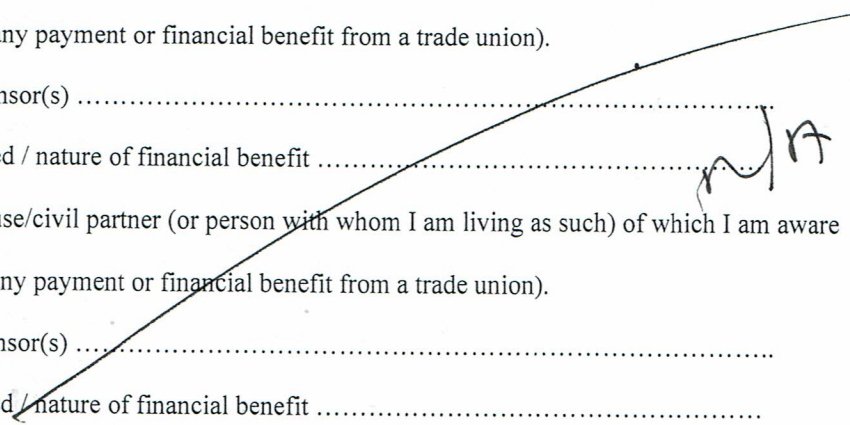 ny payment or financial benefit from a trade union).
nsor(s) ........................................................................................................
d / nature of financial benefit ................................................................
N/A
se/civil partner (or person with whom I am living as such) of which I am aware
ny payment or financial benefit from a trade union).
nsor(s) ........................................................................................................
d / nature of financial benefit ................................................................